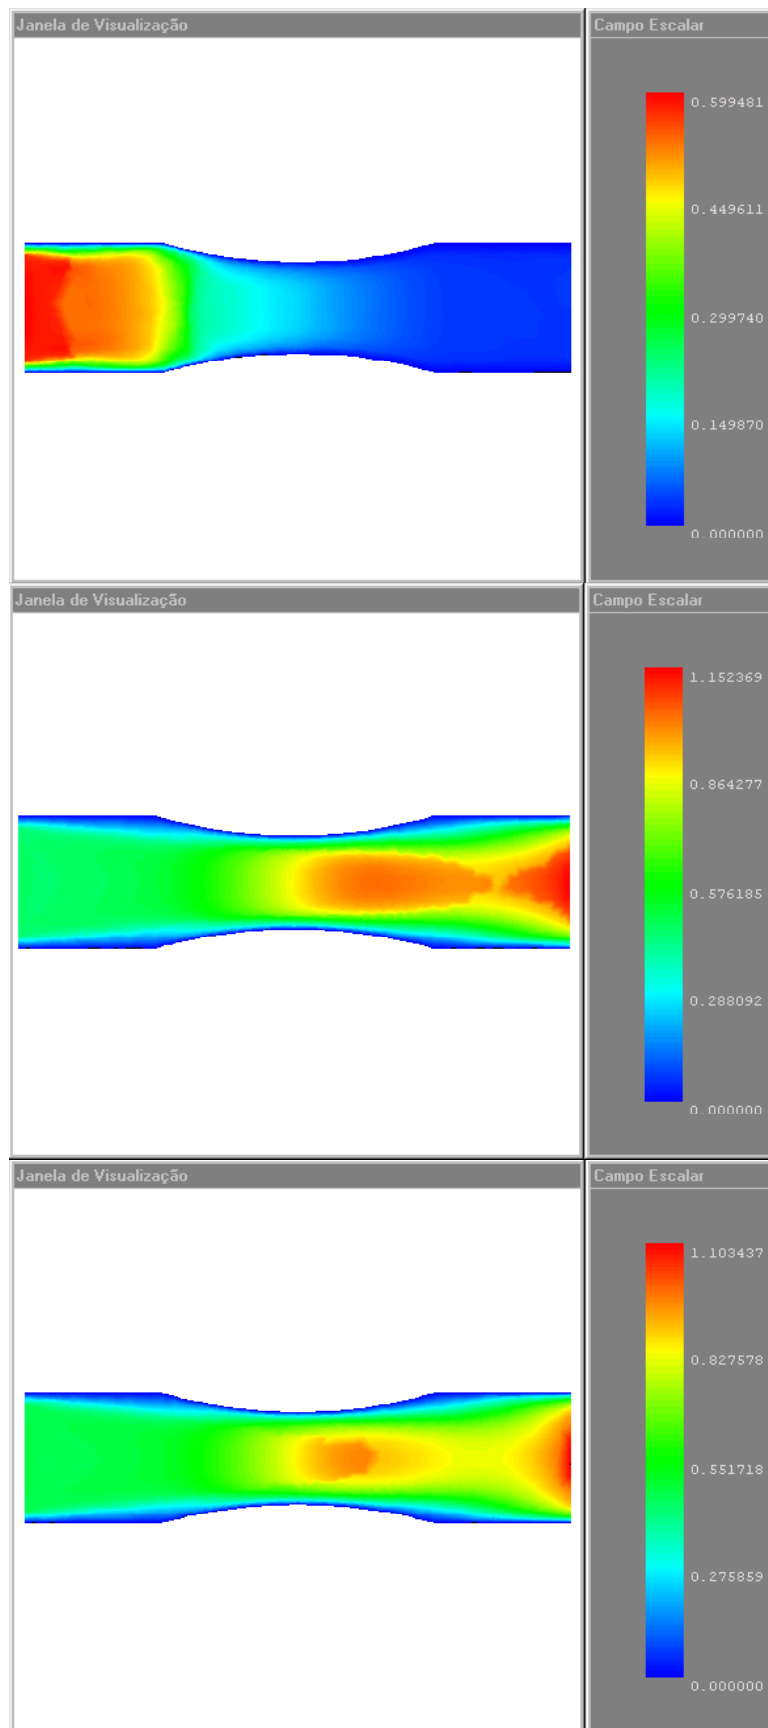 Janela de Visualização
Campo Escalar
0.599481
0.449611
0.299740
0.149870
0.000000
Janela de Visualização
Campo Escalar
1.152369
0.864277
0.576185
0.288092
0.000000
Janela de Visualização
Campo Escalar
1.103437
0.827578
0.551718
0.275859
0.000000